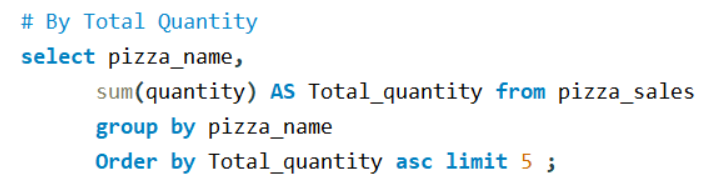 # By Total Quantity
select pizza_name,
sum(quantity) AS Total_quantity from pizza_sales
group by pizza_name
Order by Total_quantity asc limit 5 ;